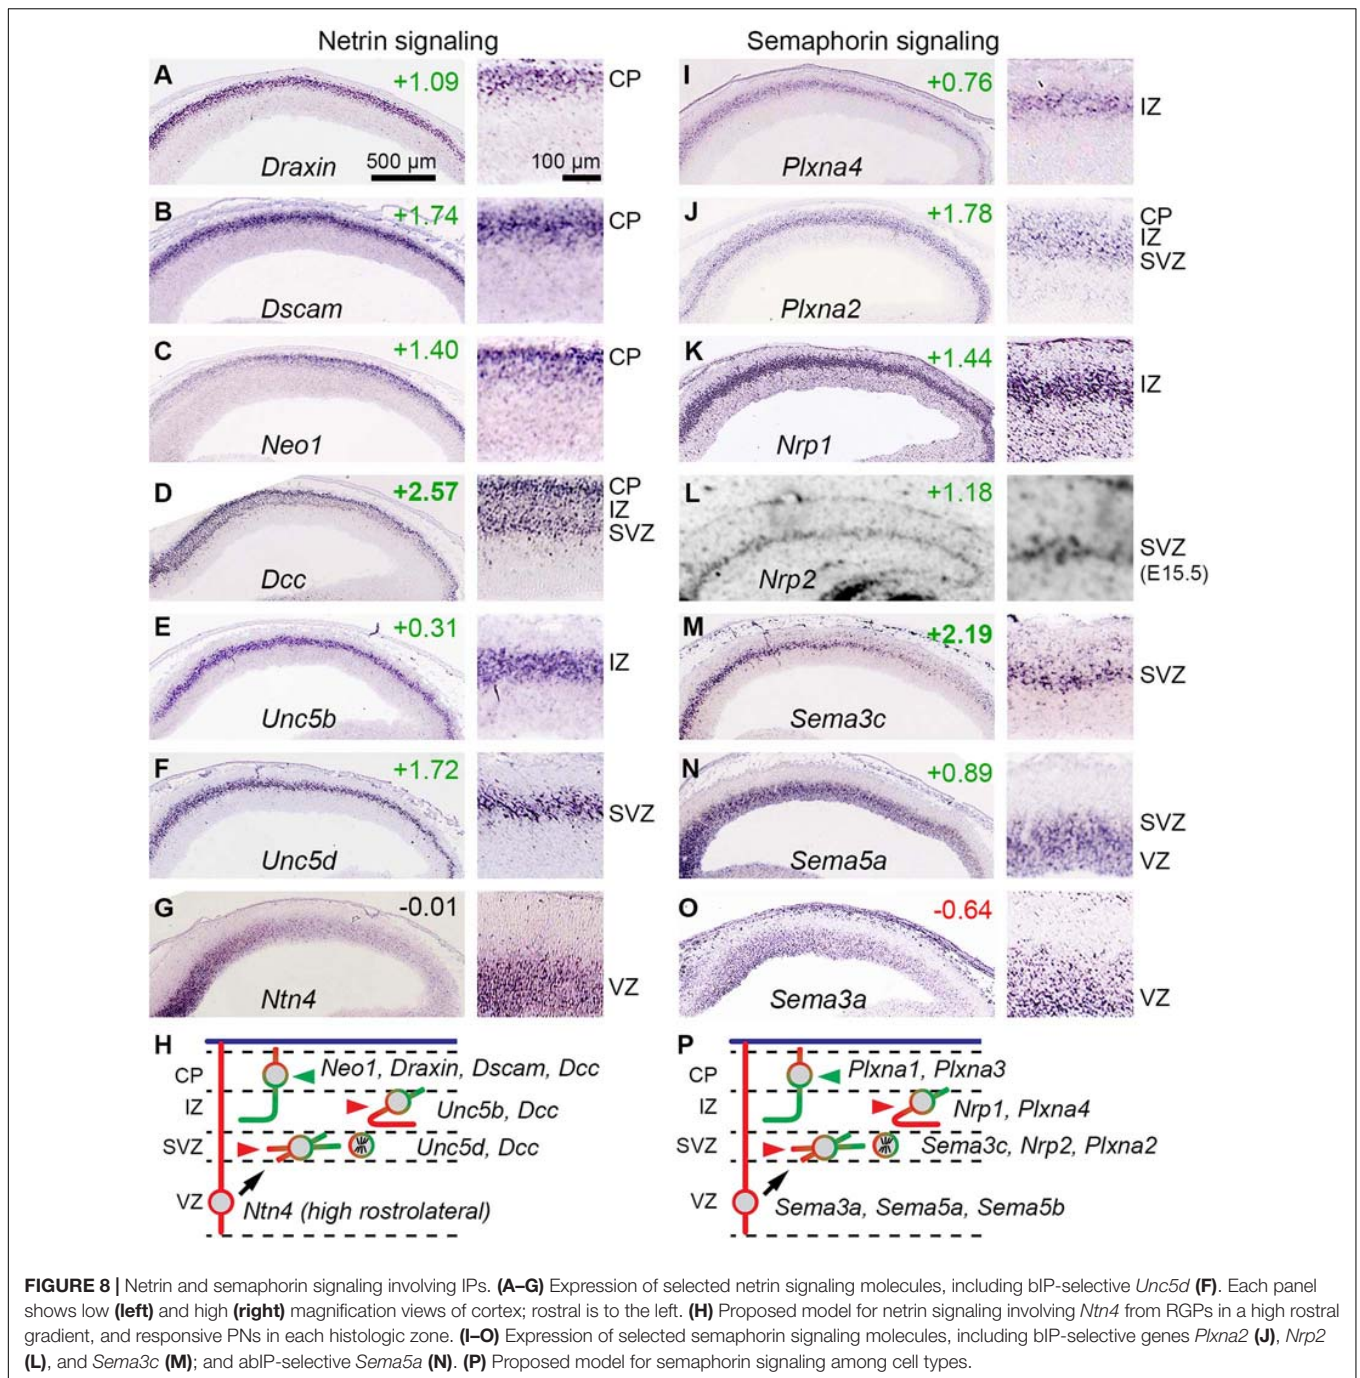 Netrin signaling
Semaphorin signaling
A
+1.09
Draxin
500 µm
100 µm
CP
B
+1.74
Dscam
CP
C
+1.40
Neo1
CP
D
+2.57
Dcc
CP
IZ
SVZ
E
+0.31
Unc5b
IZ
F
+1.72
Unc5d
SVZ
G
-0.01
Ntn4
VZ
H
CP
Neo1, Draxin, Dscam, Dcc
IZ
Unc5b, Dcc
SVZ
Unc5d, Dcc
VZ
Ntn4 (high rostrolateral)
I
+0.76
Plxna4
IZ
J
+1.78
Plxna2
CP
IZ
SVZ
K
+1.44
Nrp1
IZ
L
+1.18
Nrp2
SVZ
(E15.5)
M
+2.19
Sema3c
SVZ
N
+0.89
Sema5a
SVZ
VZ
O
-0.64
Sema3a
VZ
P
CP
Plxna1, Plxna3
IZ
Nrp1, Plxna4
SVZ
Sema3c, Nrp2, Plxna2
VZ
Sema3a, Sema5a, Sema5b
FIGURE 8 | Netrin and semaphorin signaling involving IPs. (A–G) Expression of selected netrin signaling molecules, including bIP-selective Unc5d (F). Each panel
shows low (left) and high (right) magnification views of cortex; rostral is to the left. (H) Proposed model for netrin signaling involving Ntn4 from RGPs in a high rostral
gradient, and responsive PNs in each histologic zone. (I–O) Expression of selected semaphorin signaling molecules, including bIP-selective genes Plxna2 (J), Nrp2
(L), and Sema3c (M); and abIP-selective Sema5a (N). (P) Proposed model for semaphorin signaling among cell types.